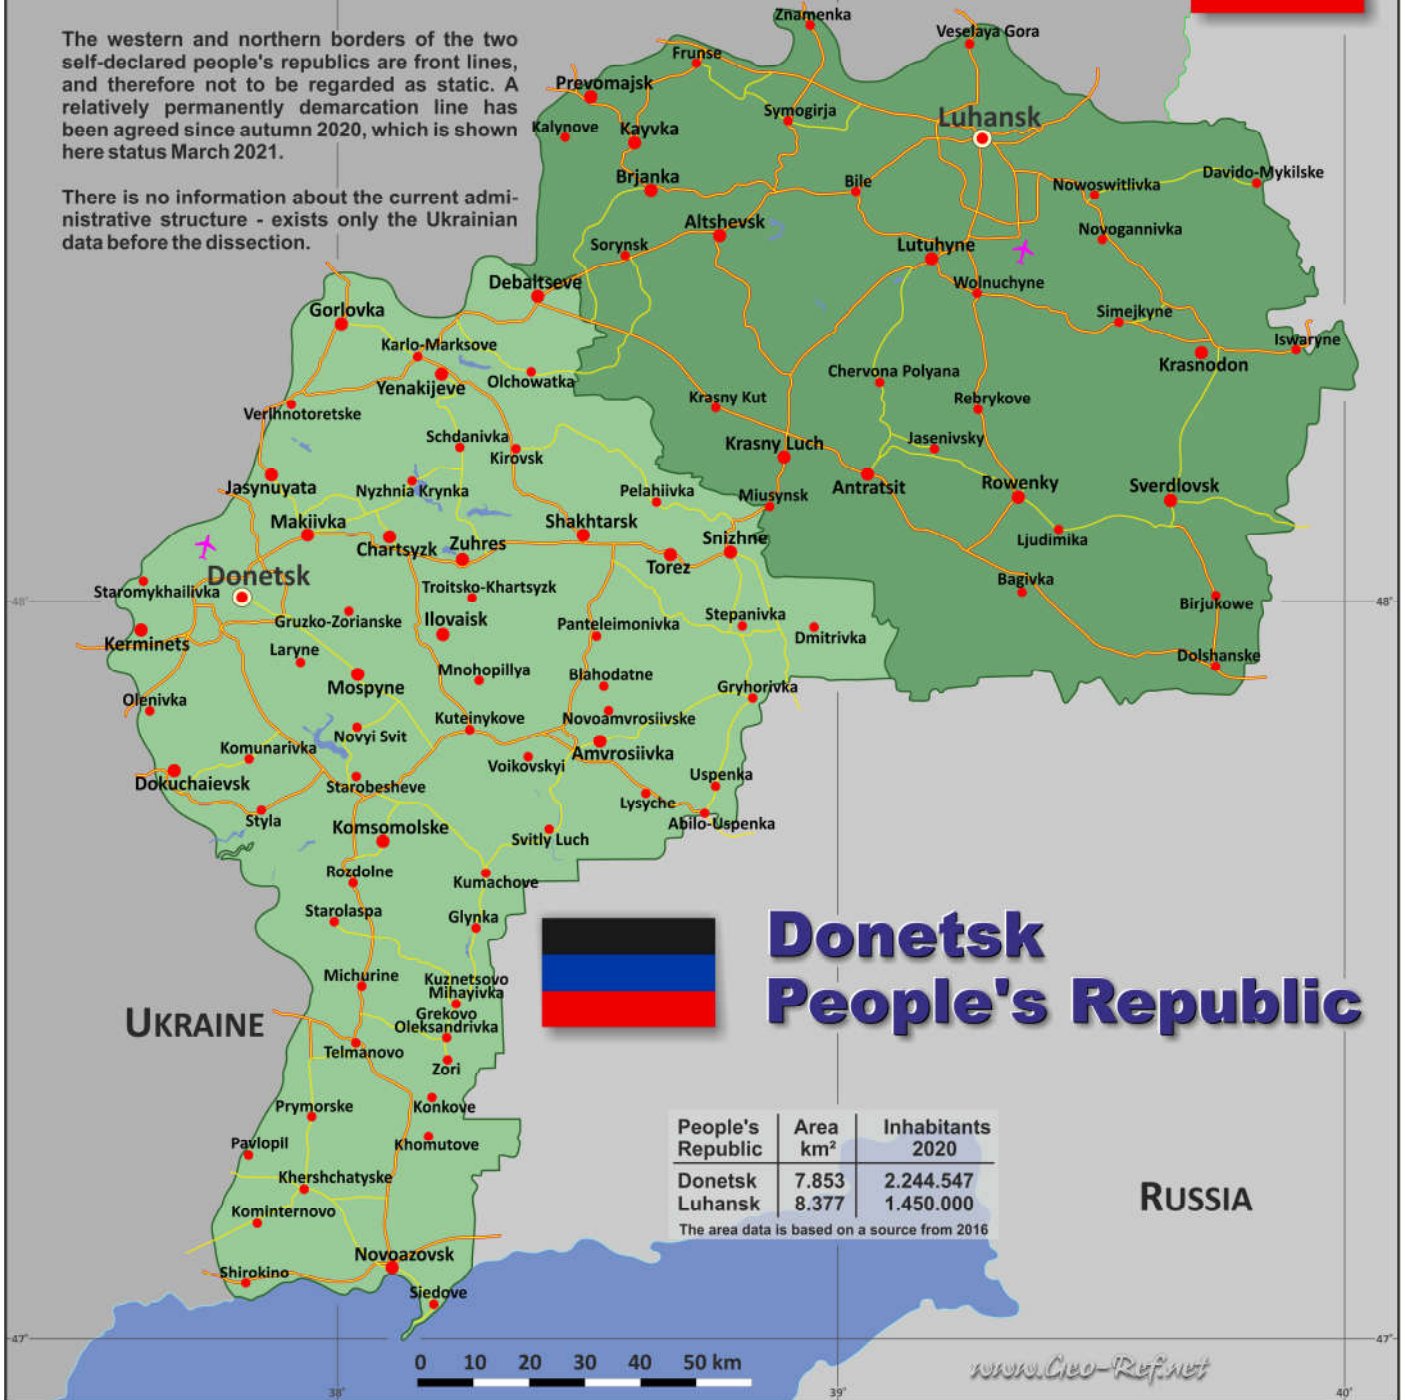 The western and northern borders of the two
self-declared people's republics are front lines,
and therefore not to be regarded as static. A
relatively permanently demarcation line has
been agreed since autumn 2020, which is shown
here status March 2021.
There is no information about the current admi-
nistrative structure - exists only the Ukrainian
data before the dissection.
Znamenka
Veselaya Gora
Frunse
Prevomajsk
Symogirja
Luhansk
Kalynove
Kayvka
Brjanka
Bile
Nowoswitlivka
Davido-Mykilske
Altshevsk
Novogannivka
Sorynsk
Lutuhyne
Debaltseve
Wolnuchyne
Gorlovka
Simejkyne
Karlo-Marksove
Iswaryne
Krasnodon
Yenakijeve
Olchowatka
Chervona Polyana
Krasny Kut
Rebrykove
Verlhnotoretske
Schdanivka
Kirovsk
Krasny Luch
Jasenivsky
Jasynuyata
Nyzhnia Krynka
Pelahiivka
Miusynsk
Antratsit
Rowenky
Sverdlovsk
Makiivka
Shakhtarsk
Chartsyzk
Zuhres
Snizhne
Ljudimika
Torez
Donetsk
Bagivka
Staromykhailivka
Troitsko-Khartsyzk
48°
48°
Birjukowe
Gruzko-Zorianske
Ilovaisk
Panteleimonivka
Stepanivka
Dmitrivka
Kerminets
Laryne
Dolshanske
Mnohopillya
Blahodatne
Mospyne
Gryhorivka
Olenivka
Kuteinykove
Novoamvrosiivske
Novyi Svit
Komunarivka
Amvrosiivka
Voikovskyi
Dokuchaievsk
Starobesheve
Uspenka
Lysyche
Styla
Komsomolske
Abilo-Uspenka
Svitly Luch
Rozdolne
Kumachove
Starolaspa
Glynka
Donetsk
People's Republic
Michurine
Kuznetsovo
Mihayivka
Grekovo
Oleksandrivka
UKRAINE
Telmanovo
Zori
Prymorske
Konkove
Pavlopil
Khomutove
Khershchatyske
Kominternovo
Novoazovsk
Shirokino
Siedove
People's Area Inhabitants
Republic km² 2020
Donetsk 7.853 2.244.547
Luhansk 8.377 1.450.000
The area data is based on a source from 2016
RUSSIA
47°
47°
0 10 20 30 40 50 km
www.Geo-Ref.net
38°
39°
40°